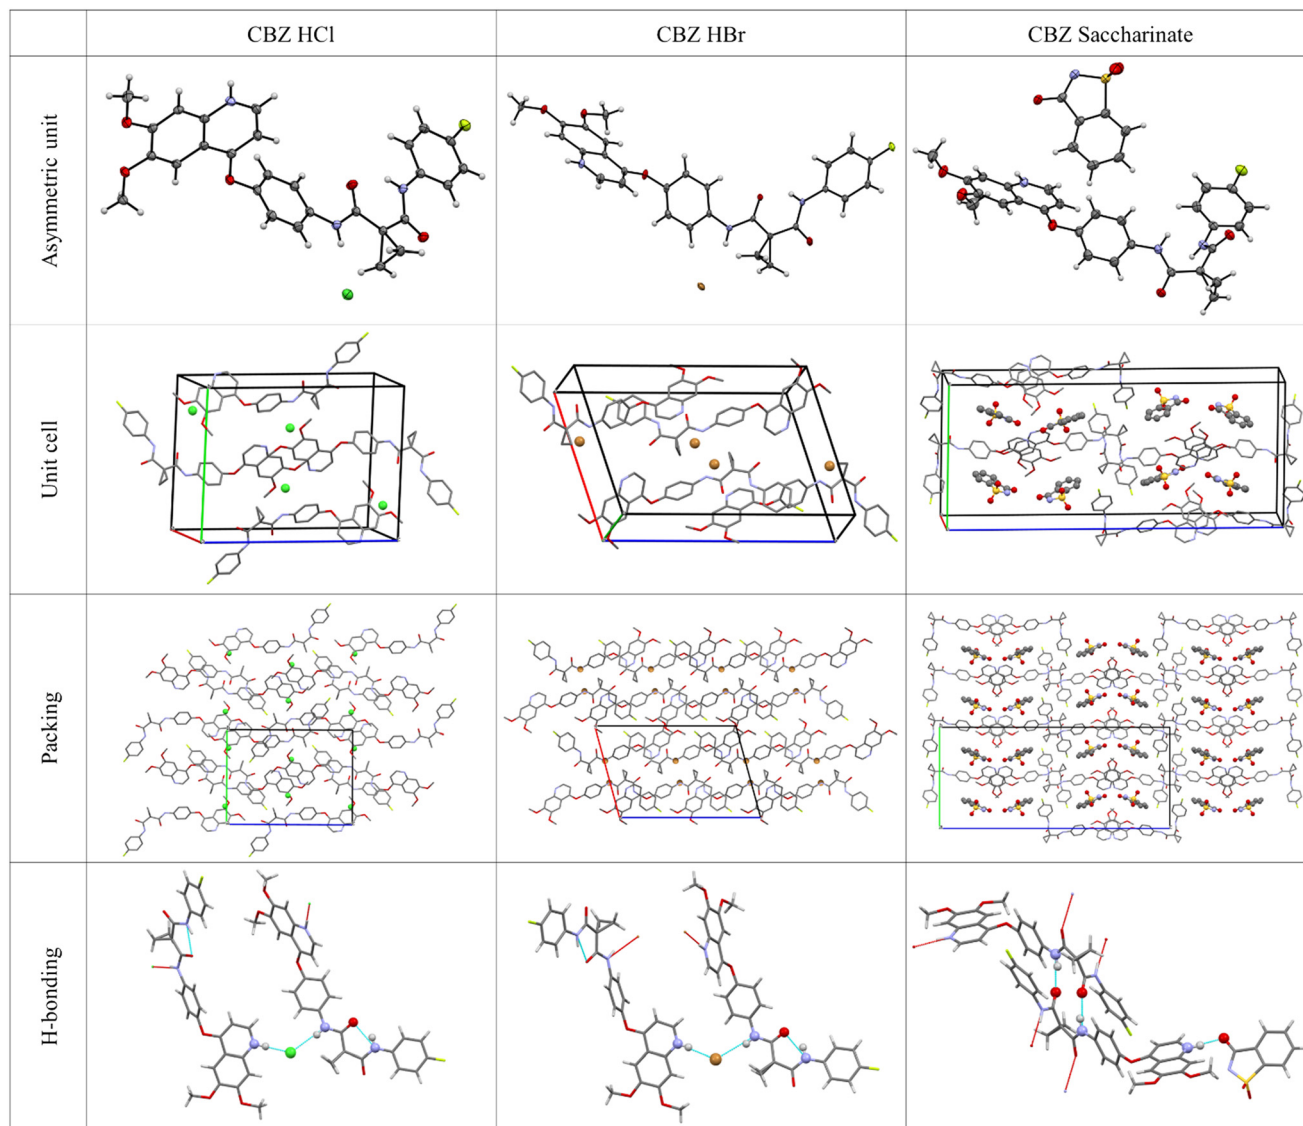 CBZ HCl
CBZ HBr
CBZ Saccharinate
Asymmetric unit
Unit cell
Packing
H-bonding